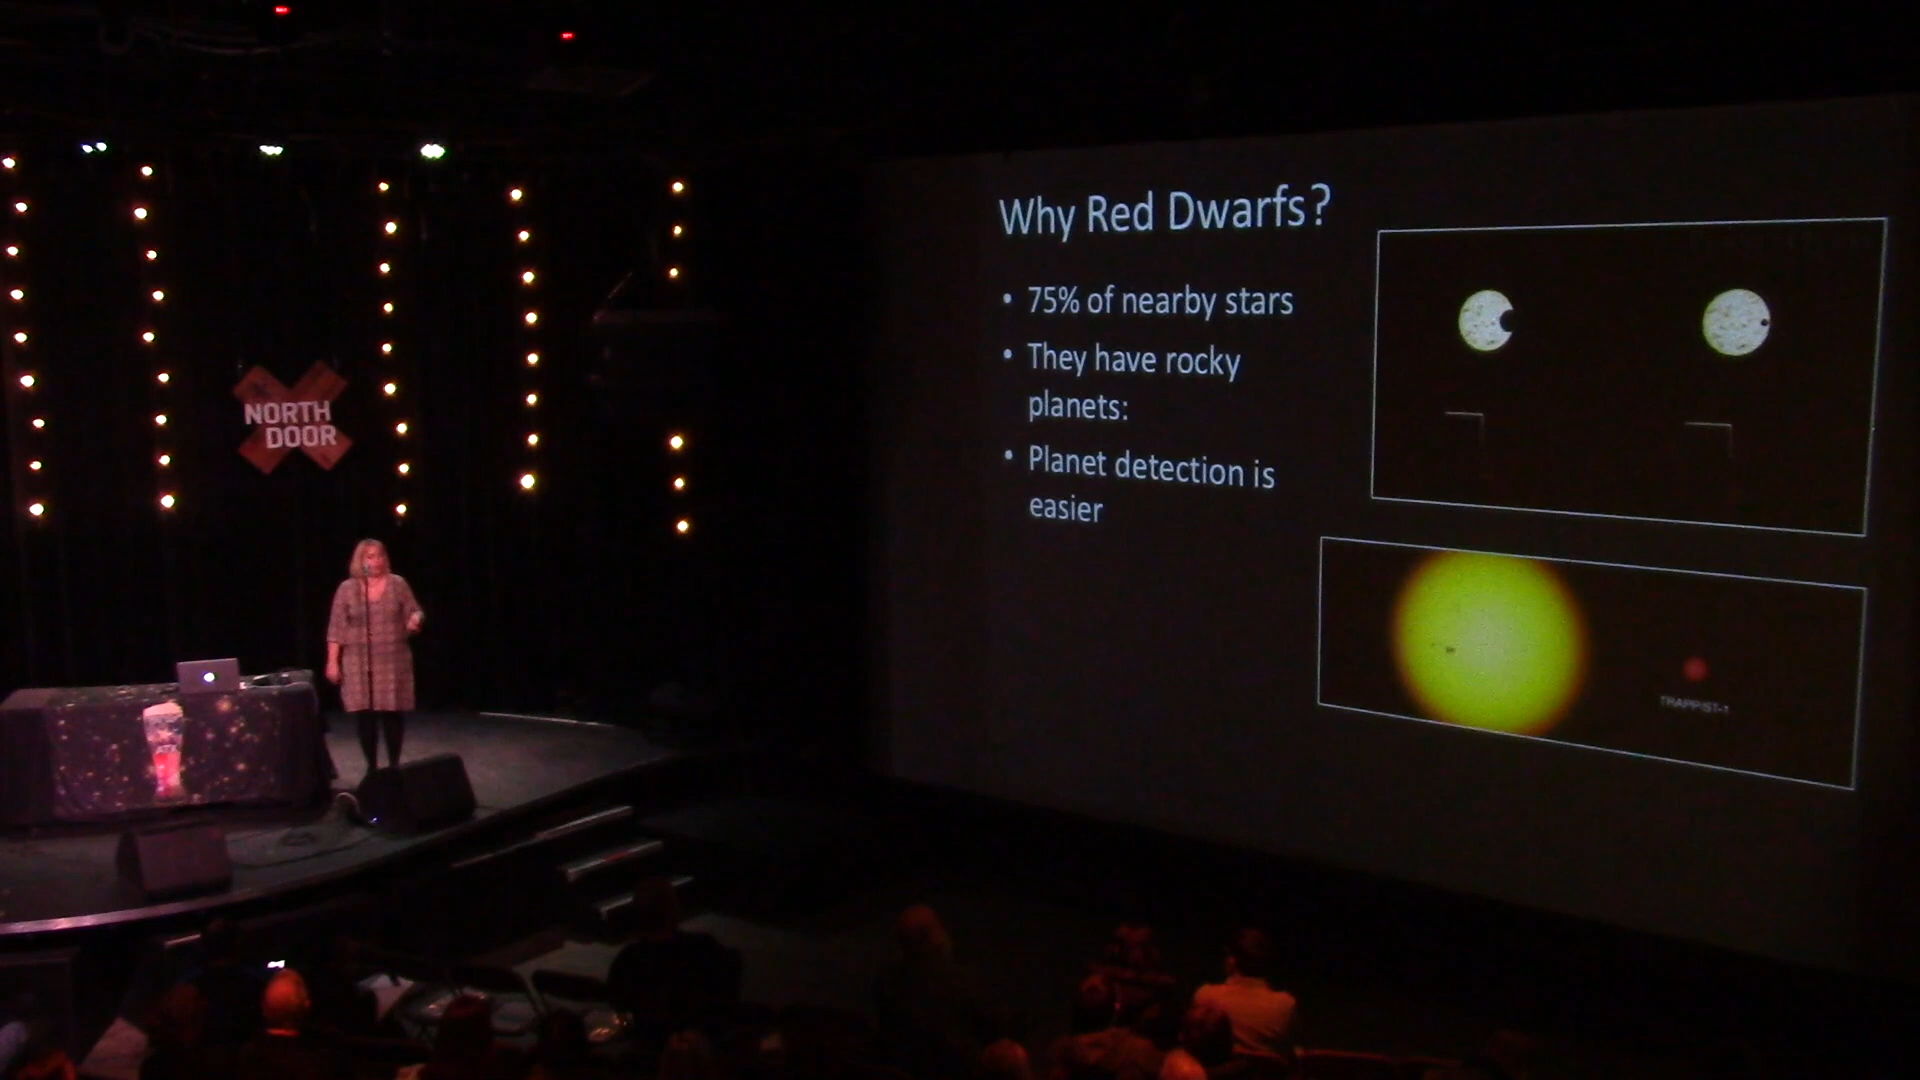 NORTH
DOOR
Why Red Dwarfs?
• 75% of nearby stars
• They have rocky
planets:
• Planet detection is
easier
TRAPPIST-1